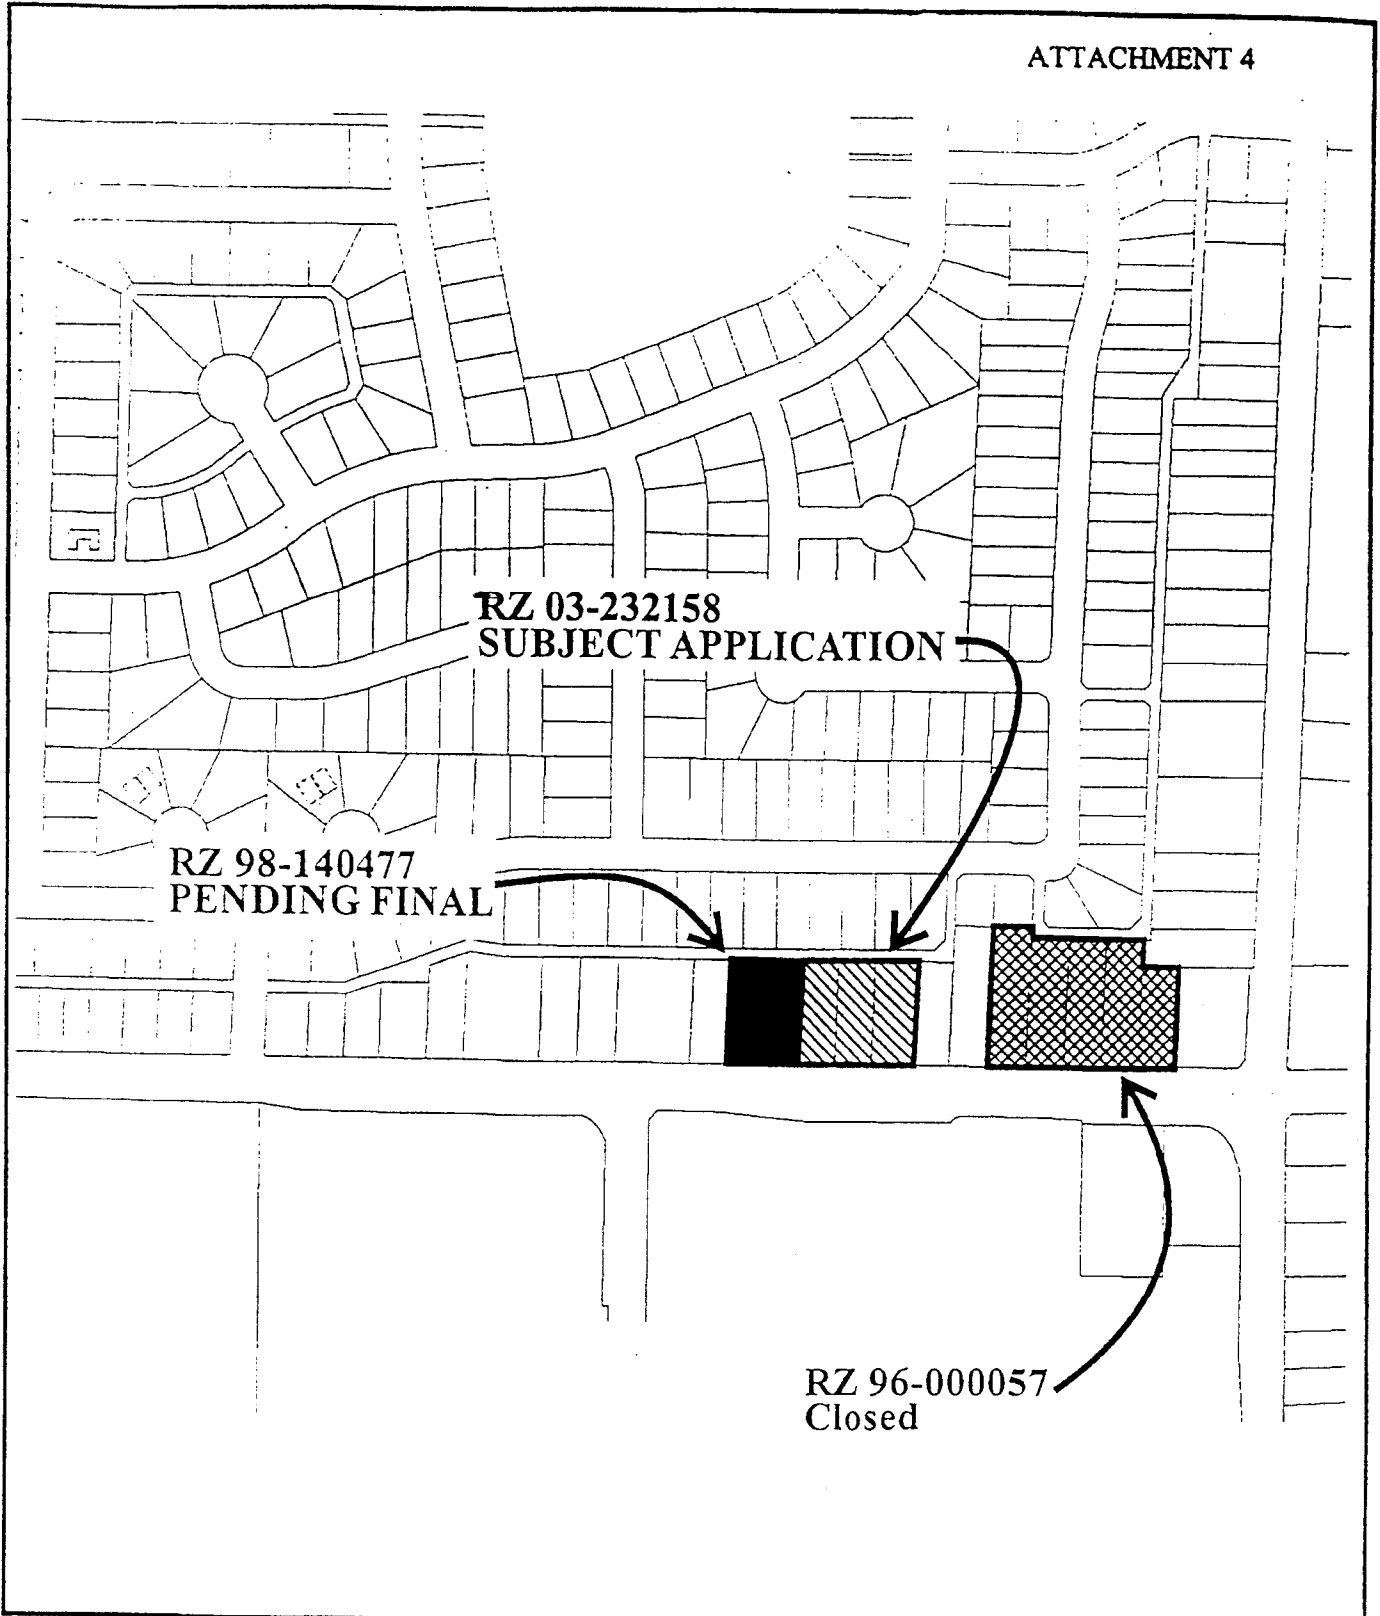 ATTACHMENT 4
RZ 03-232158
SUBJECT APPLICATION
RZ 98-140477
PENDING FINAL
RZ 96-000057
Closed